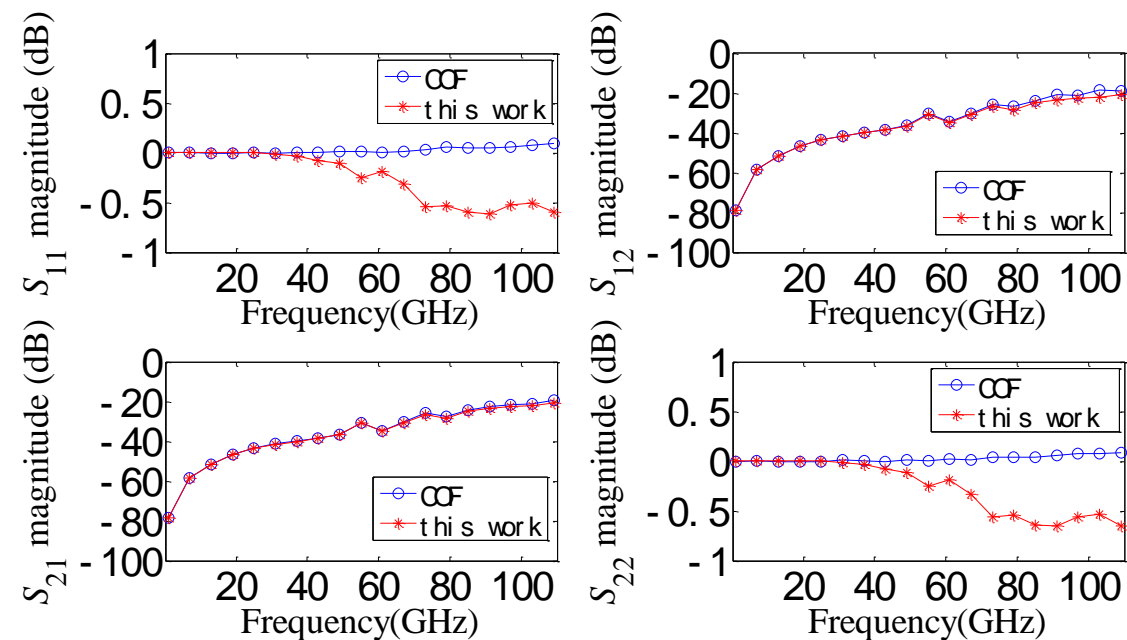 S11 magnitude (dB)
1
0.5
0
-0.5
-1
COF
this work
20 40 60 80 100
Frequency(GHz)
S12 magnitude (dB)
0
-20
-40
-60
-80
-100
COF
this work
20 40 60 80 100
Frequency(GHz)
S21 magnitude (dB)
0
-20
-40
-60
-80
-100
COF
this work
20 40 60 80 100
Frequency(GHz)
S22 magnitude (dB)
1
0.5
0
-0.5
-1
COF
this work
20 40 60 80 100
Frequency(GHz)